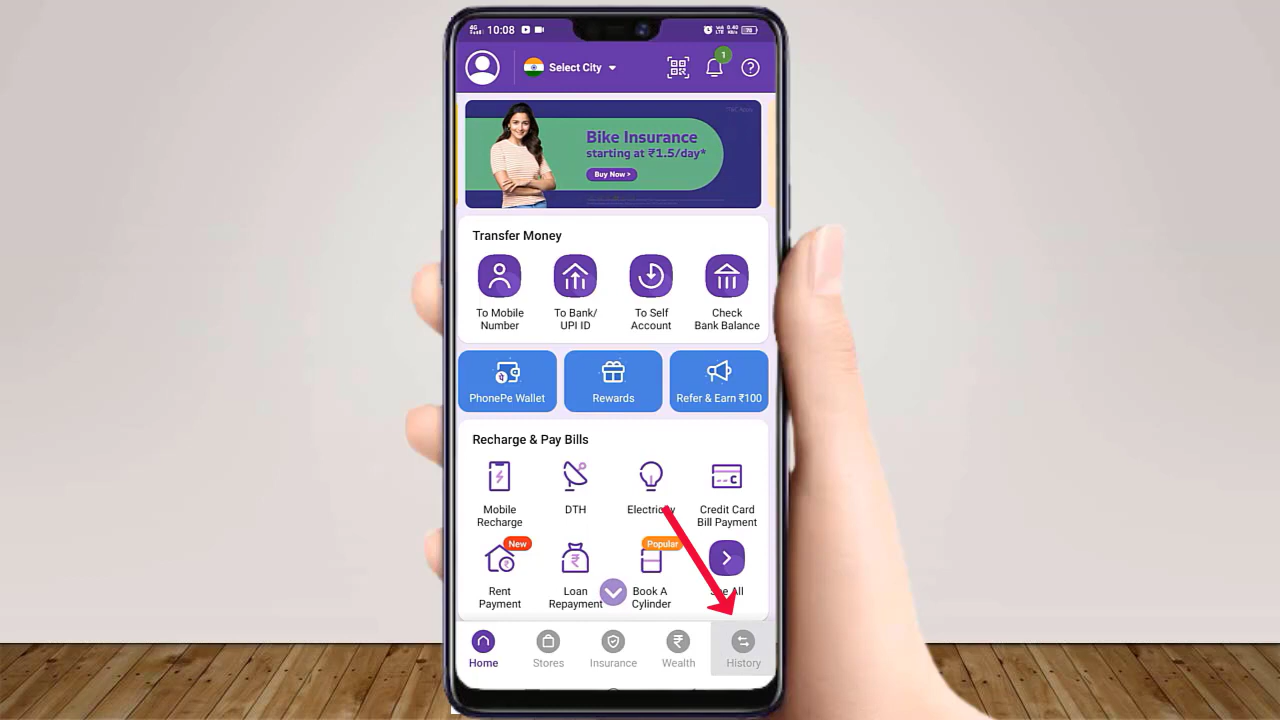 4G 10:08
Select City
1
Bike Insurance
starting at ₹1.5/day*
Buy Now >
Transfer Money
To Mobile
Number
To Bank/
UPI ID
To Self
Account
Check
Bank Balance
PhonePe Wallet
Rewards
Refer & Earn ₹100
Recharge & Pay Bills
Mobile
Recharge
DTH
Electricity
Credit Card
Bill Payment
New
Rent
Payment
Loan
Repayment
Popular
Book A
Cylinder
See All
Home
Stores
Insurance
Wealth
History